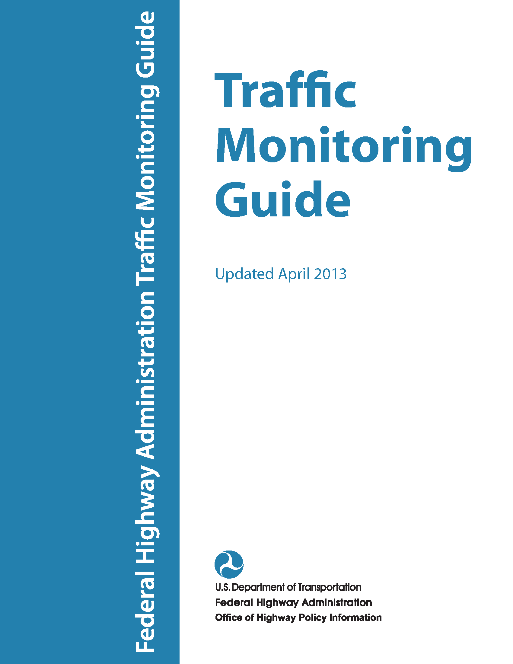 Federal Highway Administration Traffic Monitoring Guide
Traffic
Monitoring
Guide
Updated April 2013
U.S. Department of Transportation
Federal Highway Administration
Office of Highway Policy Information